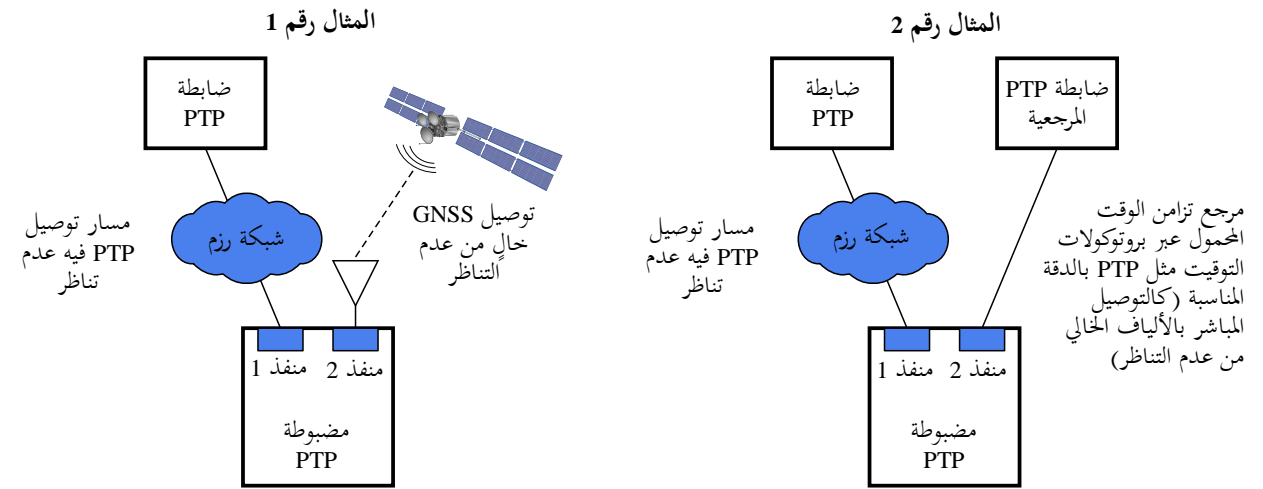 المثال رقم 1
ضابطة
PTP
توصيل GNSS
خالٍ من عدم
التناظر
مسار توصيل
PTP فيه عدم
تناظر
شبكة رزم
منفذ 1
منفذ 2
مضبوطة
PTP
المثال رقم 2
ضابطة
PTP
ضابطة PTP
المرجعية
مرجع تزامن الوقت
المحمول عبر بروتوكولات
التوقيت مثل PTP بالدقة
المناسبة (كالتوصيل
المباشر بالألياف الخالي
من عدم التناظر)
مسار توصيل
PTP فيه عدم
تناظر
شبكة رزم
منفذ 1
منفذ 2
مضبوطة
PTP